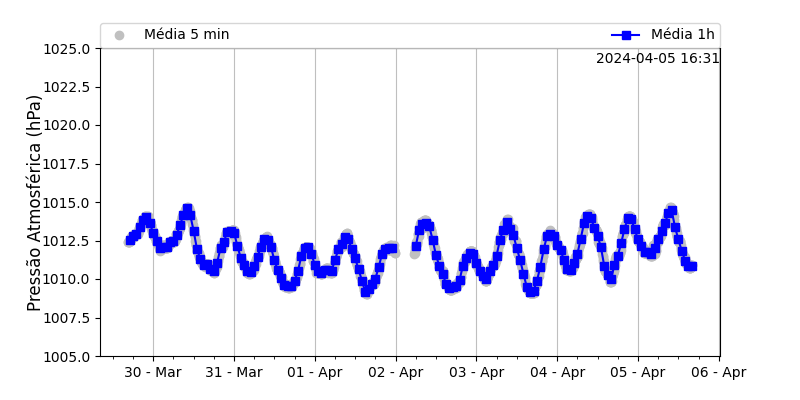 Média 5 min
Média 1h
2024-04-05 16:31
Pressão Atmosférica (hPa)
1025.0
1022.5
1020.0
1017.5
1015.0
1012.5
1010.0
1007.5
1005.0
30 - Mar
31 - Mar
01 - Apr
02 - Apr
03 - Apr
04 - Apr
05 - Apr
06 - Apr